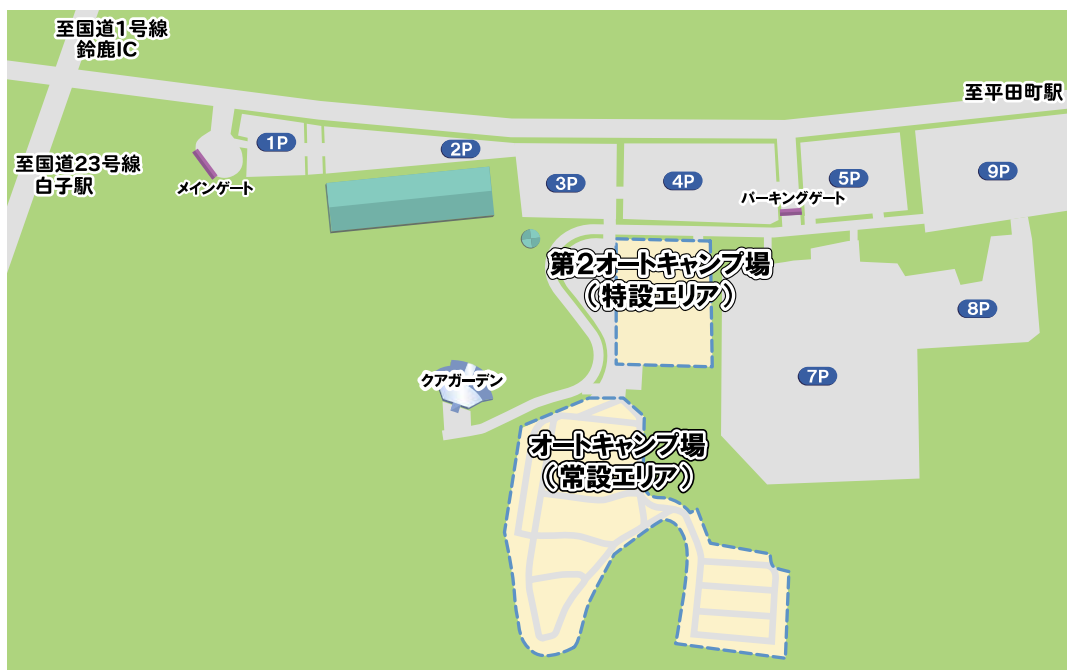 至国道1号線
鈴鹿IC
至平田町駅
1P
2P
至国道23号線
白子駅
メインゲート
3P
4P
5P
9P
パーキングゲート
第2オートキャンプ場
（特設エリア）
8P
7P
クアガーデン
オートキャンプ場
（常設エリア）